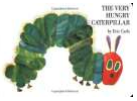 THE VERY
HUNGRY
CATERPILLAR
by Eric Carle